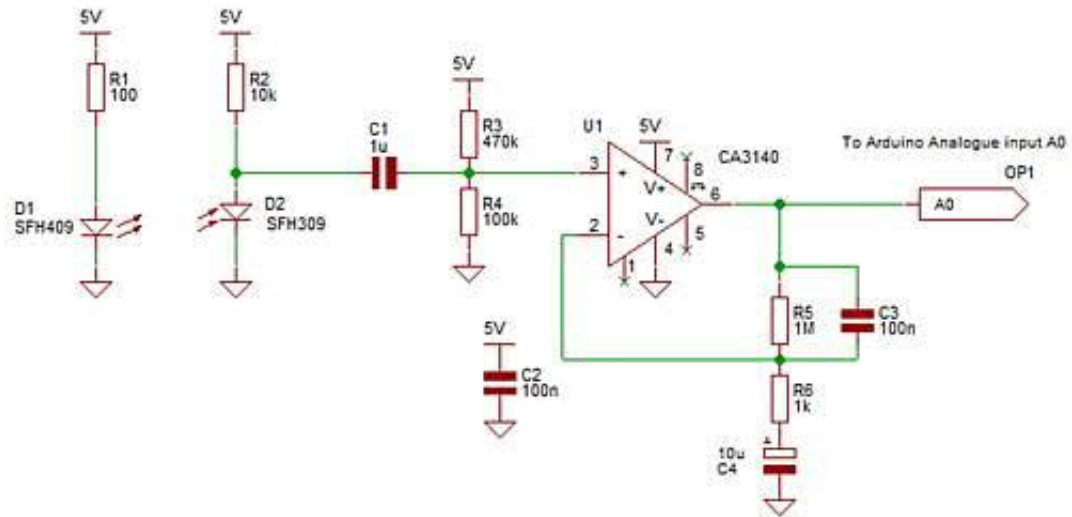 5V
R1
100
D1
SFH409
5V
R2
10k
D2
SFH309
C1
1u
5V
R3
470k
R4
100k
U1
5V
CA3140
3
+
2
-
7
V+
8
6
V-
4
5
1
To Arduino Analogue input A0
OP1
A0
R5
1M
C3
100n
R6
1k
+
10u
C4
5V
C2
100n